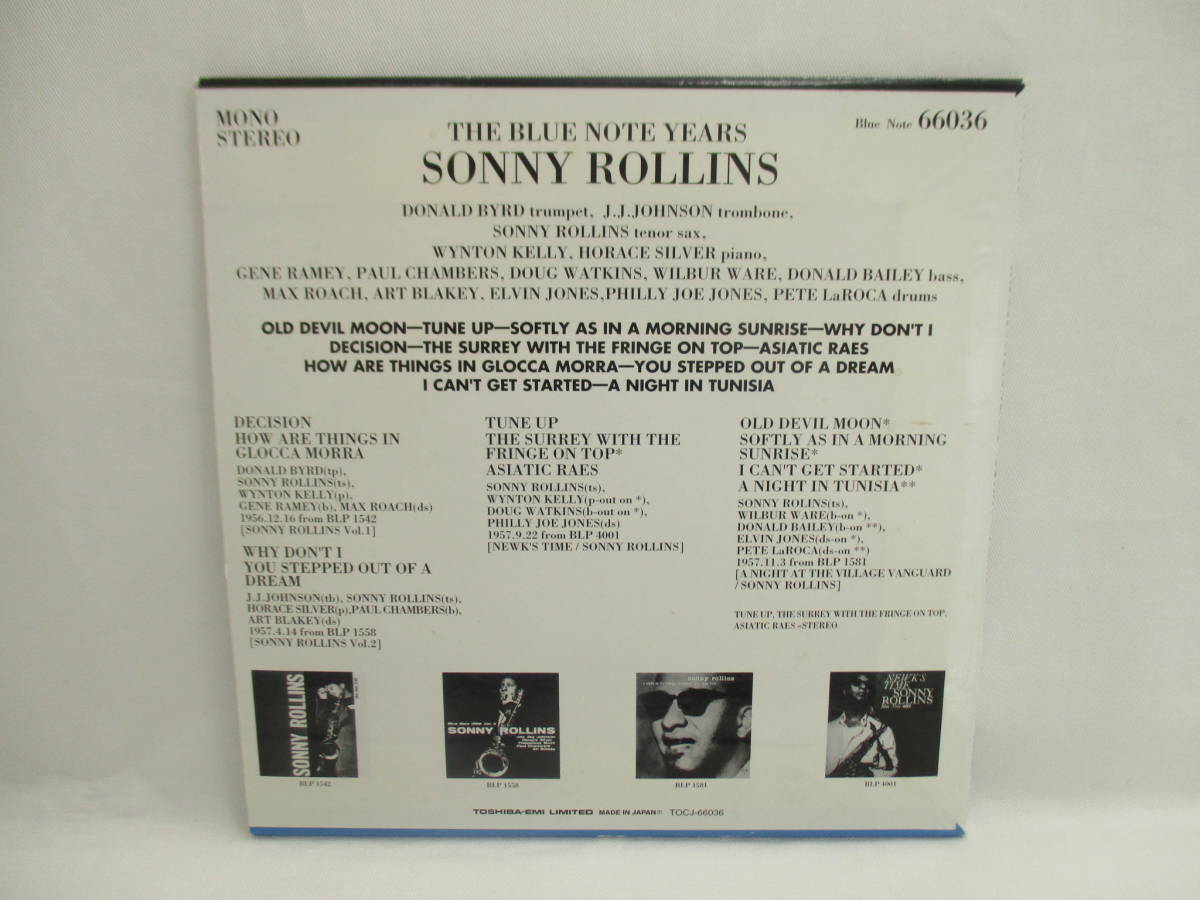 MONO
STEREO
Blue Note 66036
THE BLUE NOTE YEARS
SONNY ROLLINS
DONALD BYRD trumpet, J.J.JOHNSON trombone,
SONNY ROLLINS tenor sax,
WYNTON KELLY, HORACE SILVER piano,
GENE RAMEY, PAUL CHAMBERS, DOUG WATKINS, WILBUR WARE, DONALD BAILEY bass,
MAX ROACH, ART BLAKEY, ELVIN JONES,PHILLY JOE JONES, PETE LaROCA drums
OLD DEVIL MOON—TUNE UP—SOFTLY AS IN A MORNING SUNRISE—WHY DON'T I
DECISION—THE SURREY WITH THE FRINGE ON TOP—ASIATIC RAES
HOW ARE THINGS IN GLOCCA MORRA—YOU STEPPED OUT OF A DREAM
I CAN'T GET STARTED—A NIGHT IN TUNISIA
DECISION
HOW ARE THINGS IN
GLOCCA MORRA
DONALD BYRD(tp),
SONNY ROLLINS(ts),
WYNTON KELLY(p),
GENE RAMEY(b), MAX ROACH(ds)
1956.12.16 from BLP 1542
[SONNY ROLLINS Vol.1]
WHY DON'T I
YOU STEPPED OUT OF A
DREAM
J.J.JOHNSON(tb), SONNY ROLLINS(ts),
HORACE SILVER(p),PAUL CHAMBERS(b),
ART BLAKEY(ds)
1957.4.14 from BLP 1558
[SONNY ROLLINS Vol.2]
TUNE UP
THE SURREY WITH THE
FRINGE ON TOP*
ASIATIC RAES
SONNY ROLLINS(ts),
WYNTON KELLY(p-out on *),
DOUG WATKINS(b-out on *),
PHILLY JOE JONES(ds)
1957.9.22 from BLP 4001
[NEWK'S TIME / SONNY ROLLINS]
OLD DEVIL MOON*
SOFTLY AS IN A MORNING
SUNRISE*
I CAN'T GET STARTED*
A NIGHT IN TUNISIA**
SONNY ROLINS(ts),
WILBUR WARE(b-on *),
DONALD BAILEY(b-on **),
ELVIN JONES(ds-on *),
PETE LaROCA(ds-on **)
1957.11.3 from BLP 1581
[A NIGHT AT THE VILLAGE VANGUARD
/ SONNY ROLLINS]
TUNE UP, THE SURREY WITH THE FRINGE ON TOP,
ASIATIC RAES=STEREO
SONNY ROLLINS
BLP 1542
SONNY ROLLINS
BLP 1558
sonny rollins
BLP 1581
NEWK'S
TIME
SONNY
ROLLINS
BLP 4001
TOSHIBA-EMI LIMITED MADE IN JAPAN Ⓟ TOCJ-66036